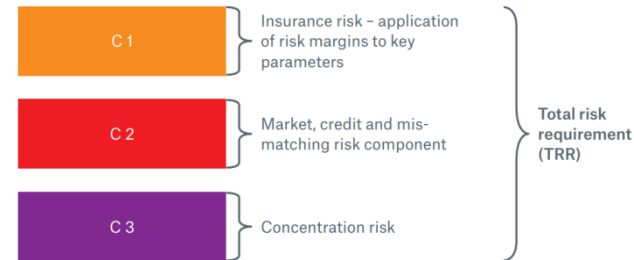 C 1
Insurance risk – application
of risk margins to key
parameters
C 2
Market, credit and mis-
matching risk component
Total risk
requirement
(TRR)
C 3
Concentration risk